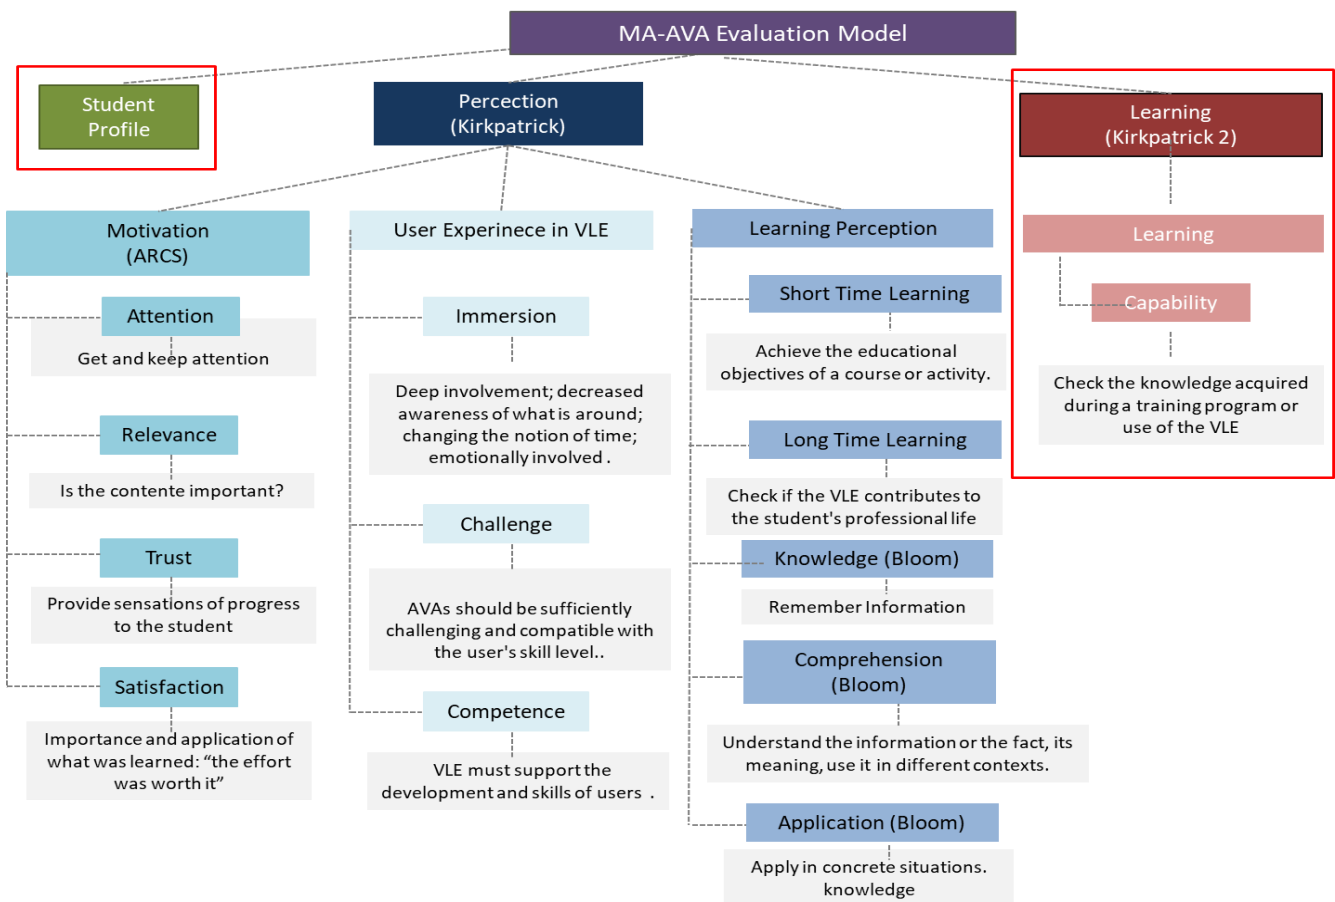 MA-AVA Evaluation Model
Student
Profile
Percection
(Kirkpatrick)
Learning
(Kirkpatrick 2)
Motivation
(ARCS)
Attention
Get and keep attention
Relevance
Is the contente important?
Trust
Provide sensations of progress
to the student
Satisfaction
Importance and application of
what was learned: “the effort
was worth it”
User Experinece in VLE
Immersion
Deep involvement; decreased
awareness of what is around;
changing the notion of time;
emotionally involved .
Challenge
AVAs should be sufficiently
challenging and compatible with
the user's skill level..
Competence
VLE must support the
development and skills of users .
Learning Perception
Short Time Learning
Achieve the educational
objectives of a course or activity.
Long Time Learning
Check if the VLE contributes to
the student's professional life
Knowledge (Bloom)
Remember Information
Comprehension
(Bloom)
Understand the information or the fact, its
meaning, use it in different contexts.
Application (Bloom)
Apply in concrete situations.
knowledge
Learning
Capability
Check the knowledge acquired
during a training program or
use of the VLE